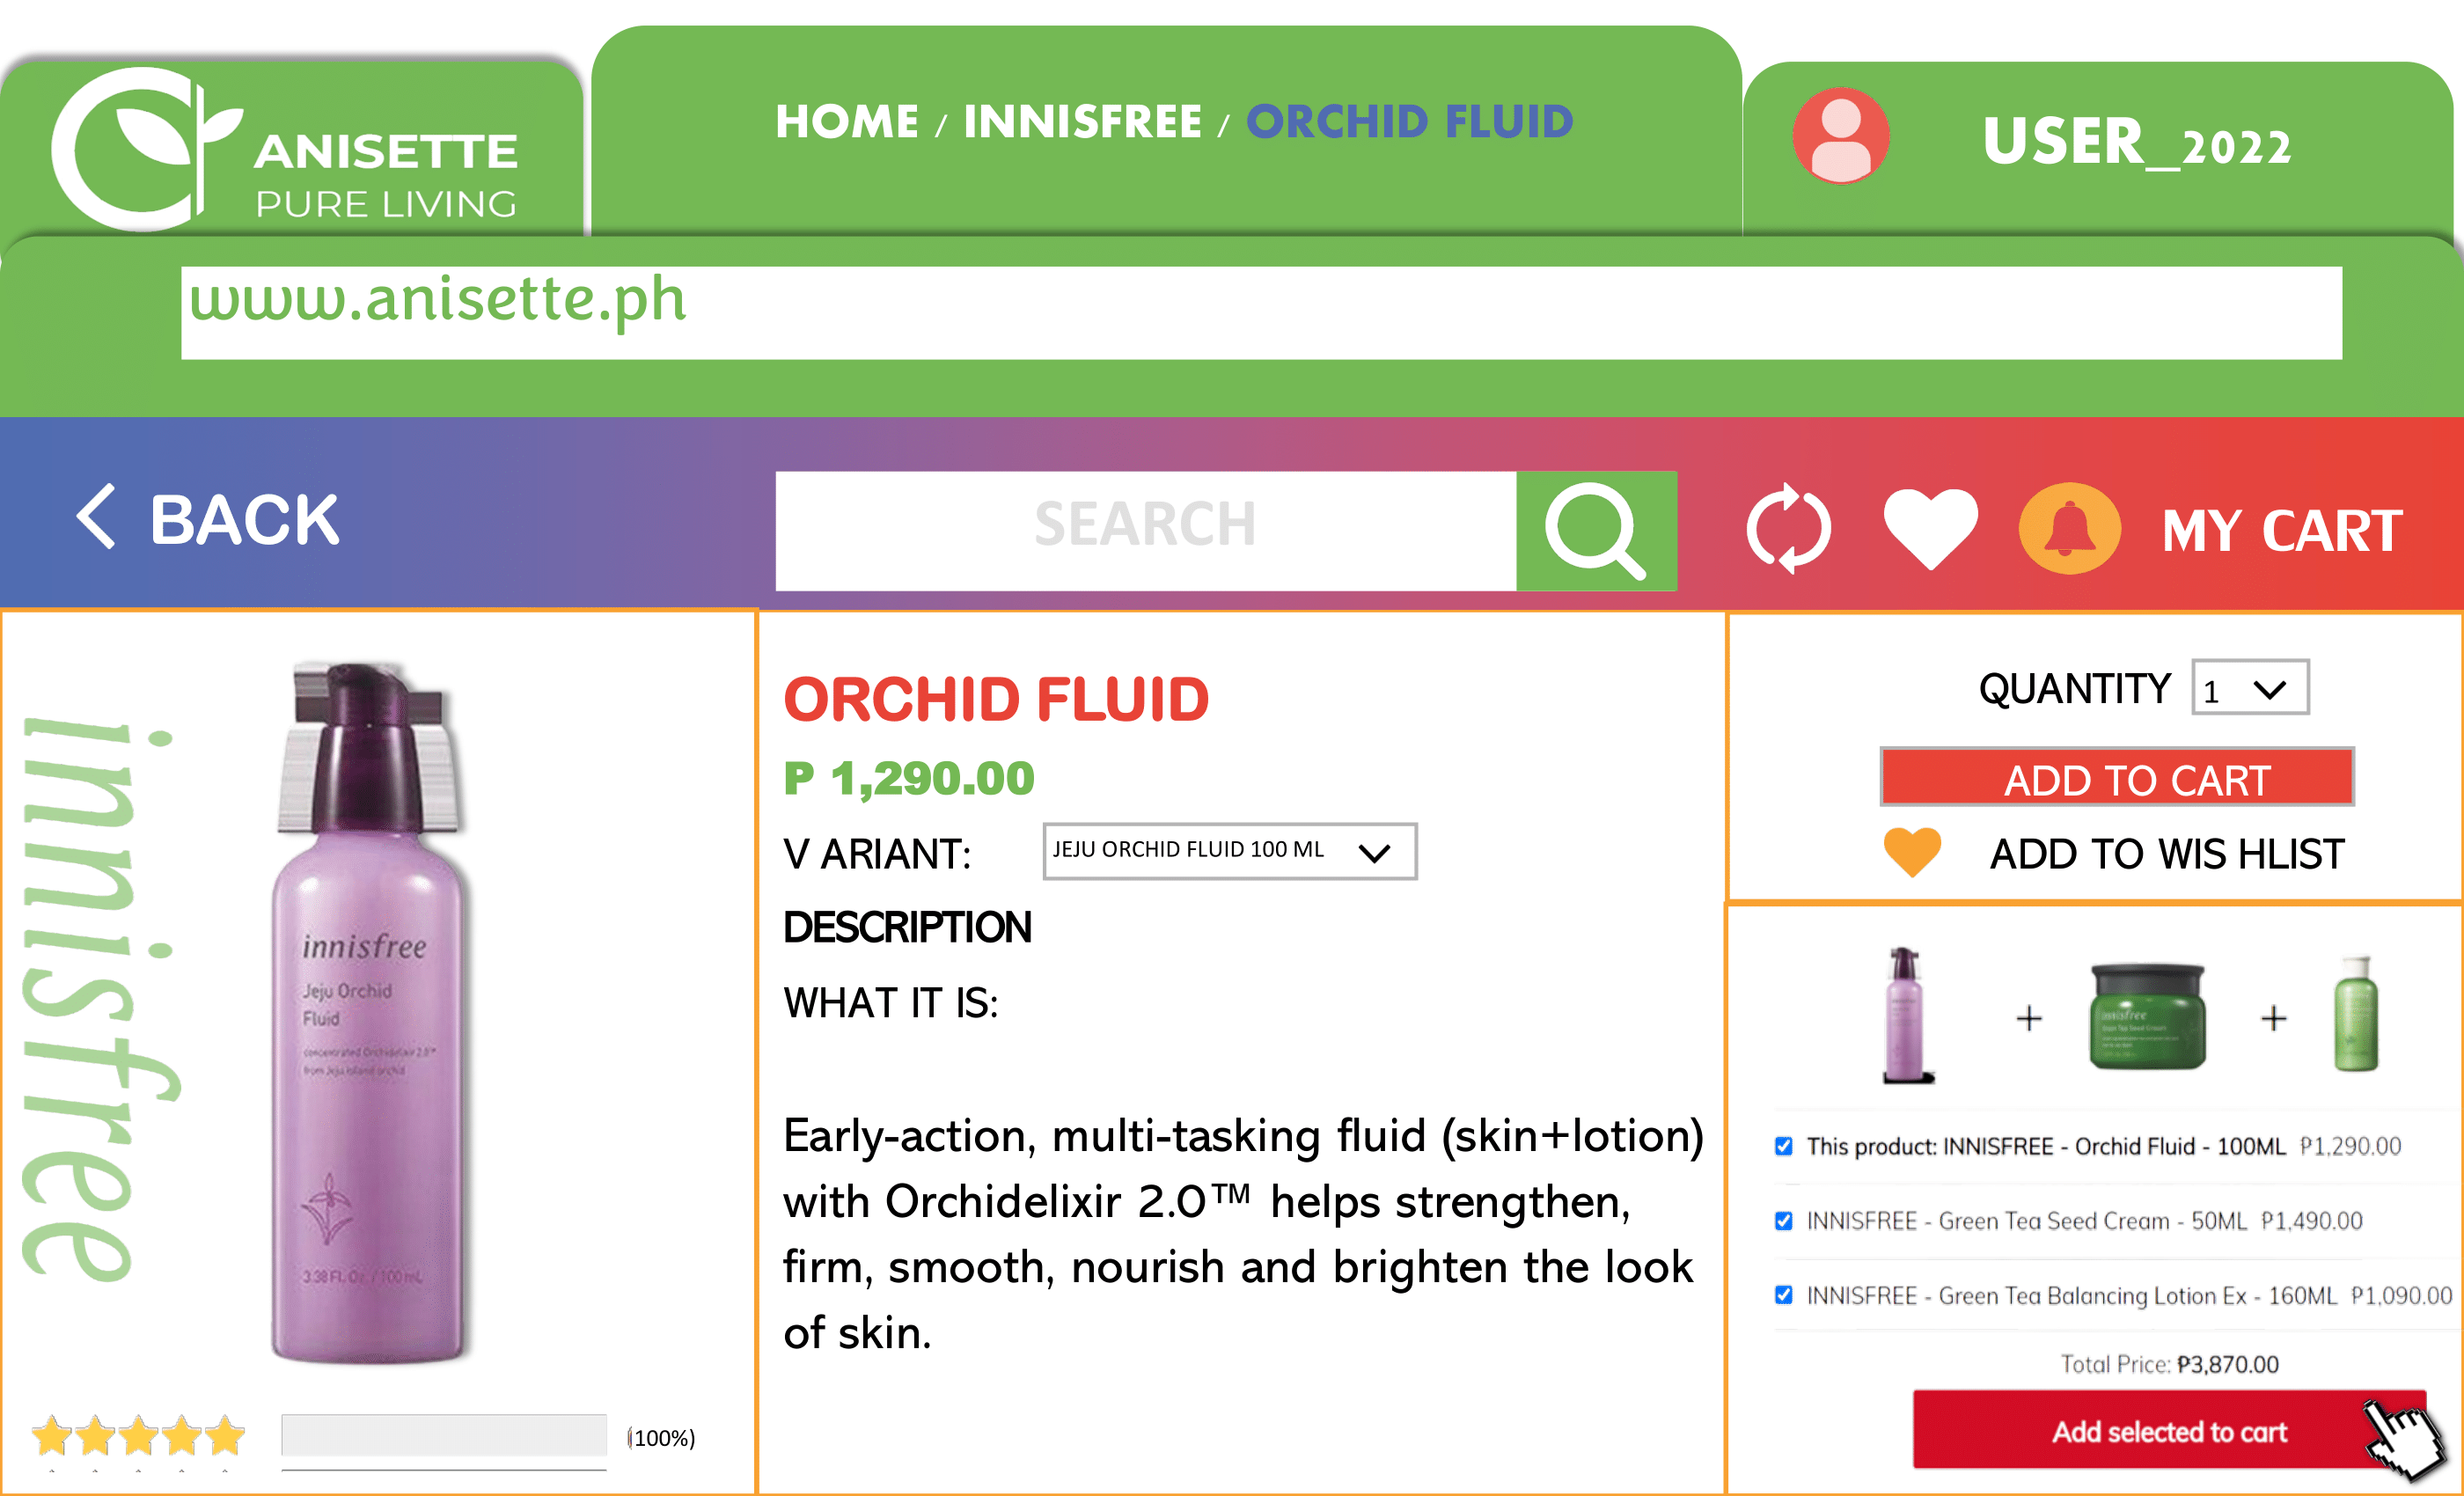 ANISETTE
PURE LIVING
HOME / INNISFREE / ORCHID FLUID
USER_2022
www.anisette.ph
BACK
SEARCH
MY CART
innisfree
innisfree
Jeju Orchid
Fluid
concentrated Orchidelixir 2.0™
from Jeju island orchid
3.38 Fl. Oz. / 100 mL
(100%)
ORCHID FLUID
P 1,290.00
V ARIANT:
JEJU ORCHID FLUID 100 ML
DESCRIPTION
WHAT IT IS:
Early-action, multi-tasking fluid (skin+lotion)
with Orchidelixir 2.0™ helps strengthen,
firm, smooth, nourish and brighten the look
of skin.
QUANTITY 1
ADD TO CART
ADD TO WIS HLIST
innisfree
Green Tea Seed Cream
This product: INNISFREE - Orchid Fluid - 100ML ₱1,290.00
INNISFREE - Green Tea Seed Cream - 50ML ₱1,490.00
INNISFREE - Green Tea Balancing Lotion Ex - 160ML ₱1,090.00
Total Price: ₱3,870.00
Add selected to cart